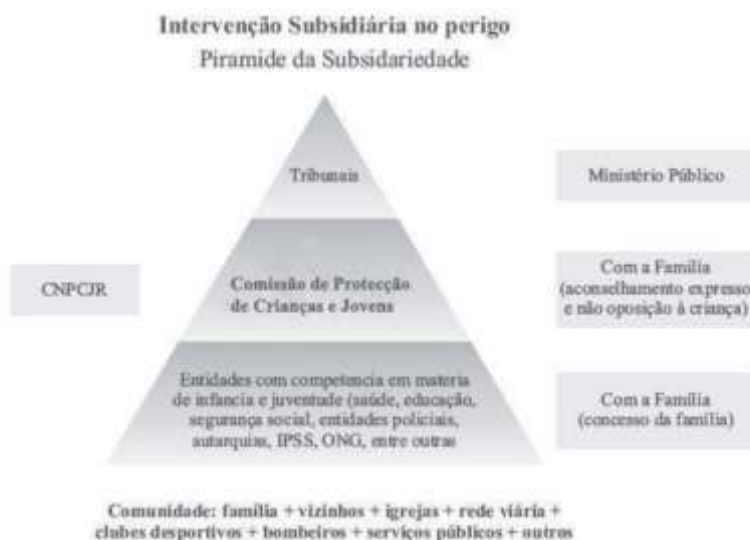 Intervenção Subsidiária no perigo
Piramide da Subsidariedade
Tribunais
Ministério Público
CNPCJR
Comissão de Protecção
de Crianças e Jovens
Com a Família
(aconselhamento expresso
e não oposição à criança)
Entidades com competencia em materia
de infancia e juventude (saúde, educação,
segurança social, entidades policiais,
autarquias, IPSS, ONG, entre outras
Com a Família
(concesso da família)
Comunidade: família + vizinhos + igrejas + rede viária +
clubes desportivos + bombeiros + serviços públicos + outros